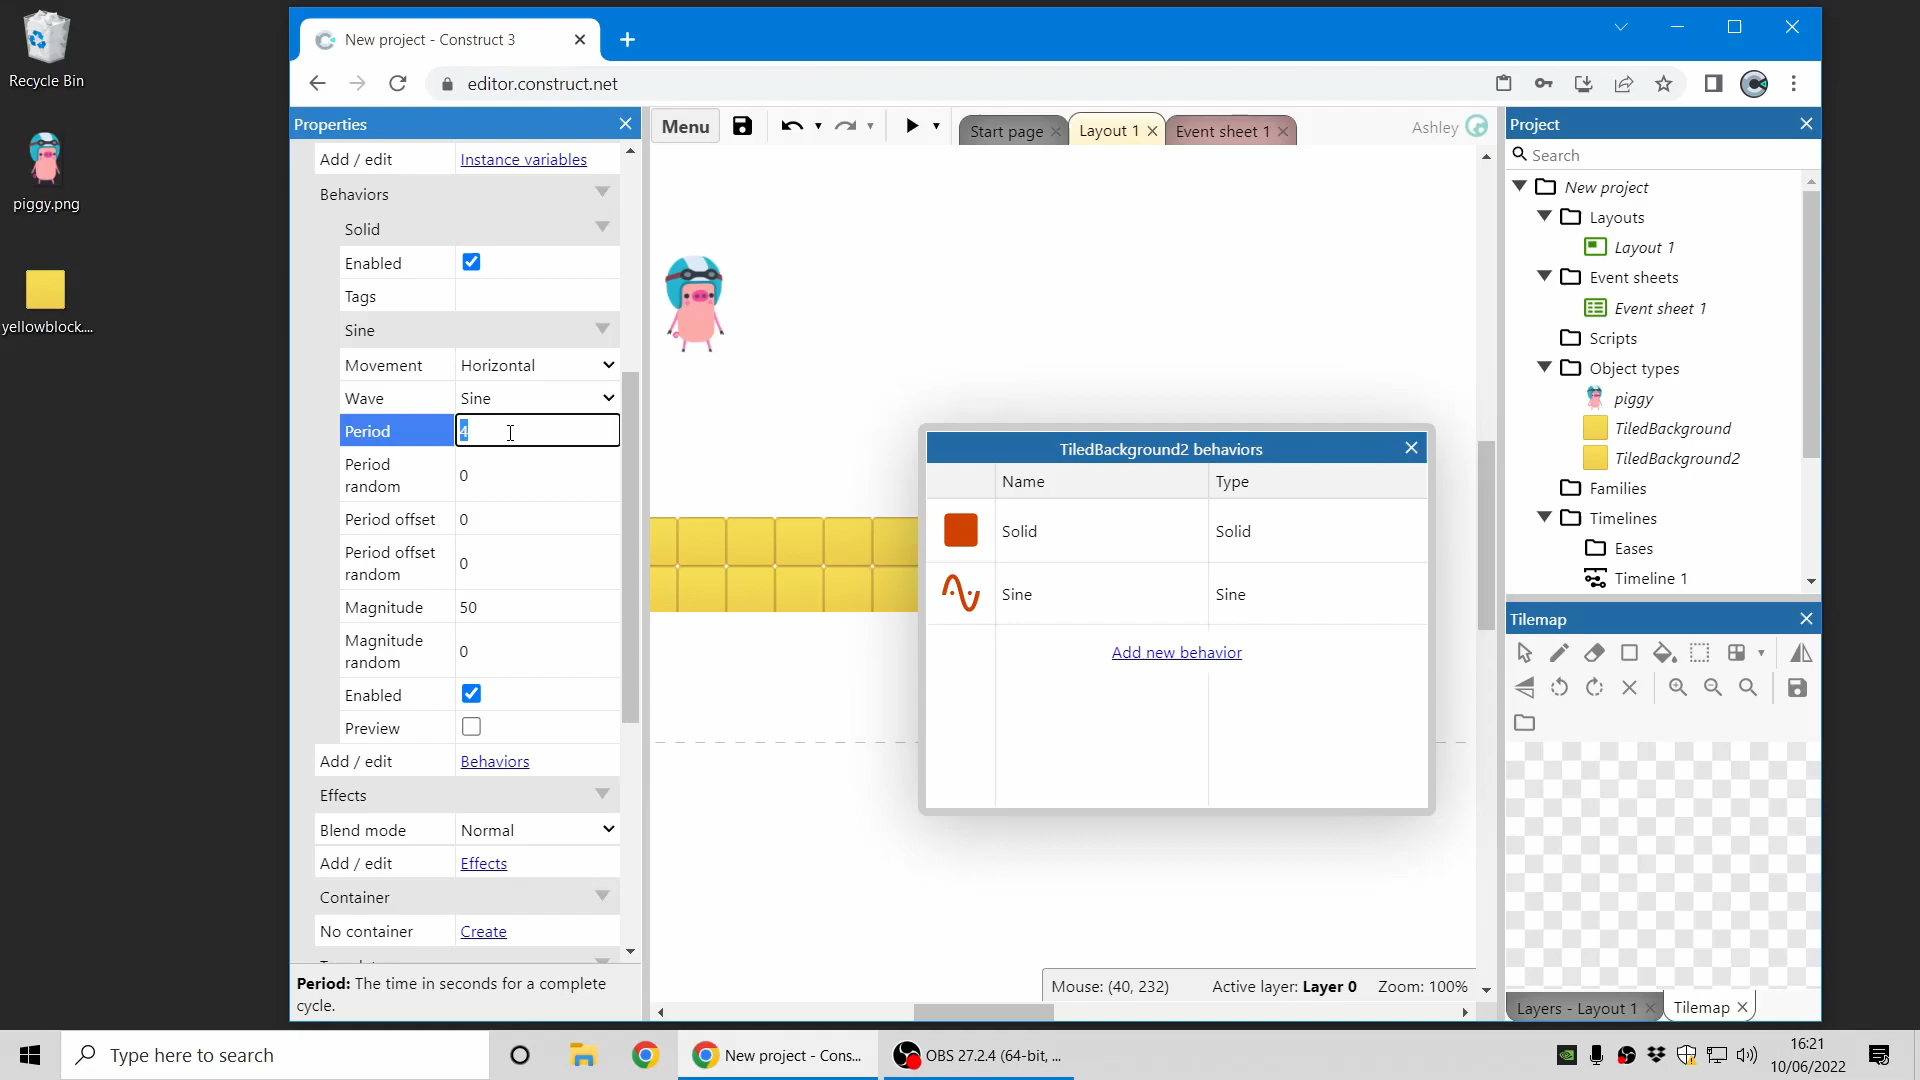 Recycle Bin
piggy.png
yellowblock....
New project - Construct 3
editor.construct.net
Properties
Add / edit
Instance variables
Behaviors
Solid
Enabled
Tags
Sine
Movement
Horizontal
Wave
Sine
Period
4
Period
random
0
Period offset
0
Period offset
random
0
Magnitude
50
Magnitude
random
0
Enabled
Preview
Add / edit
Behaviors
Effects
Blend mode
Normal
Add / edit
Effects
Container
No container
Create
Period: The time in seconds for a complete
cycle.
Menu
Start page
Layout 1
Event sheet 1
Ashley
TiledBackground2 behaviors
Name
Type
Solid
Solid
Sine
Sine
Add new behavior
Mouse: (40, 232)
Active layer: Layer 0
Zoom: 100%
Project
Search
New project
Layouts
Layout 1
Event sheets
Event sheet 1
Scripts
Object types
piggy
TiledBackground
TiledBackground2
Families
Timelines
Eases
Timeline 1
Tilemap
Layers - Layout 1
Tilemap
Type here to search
New project - Cons...
OBS 27.2.4 (64-bit, ...
16:21
10/06/2022